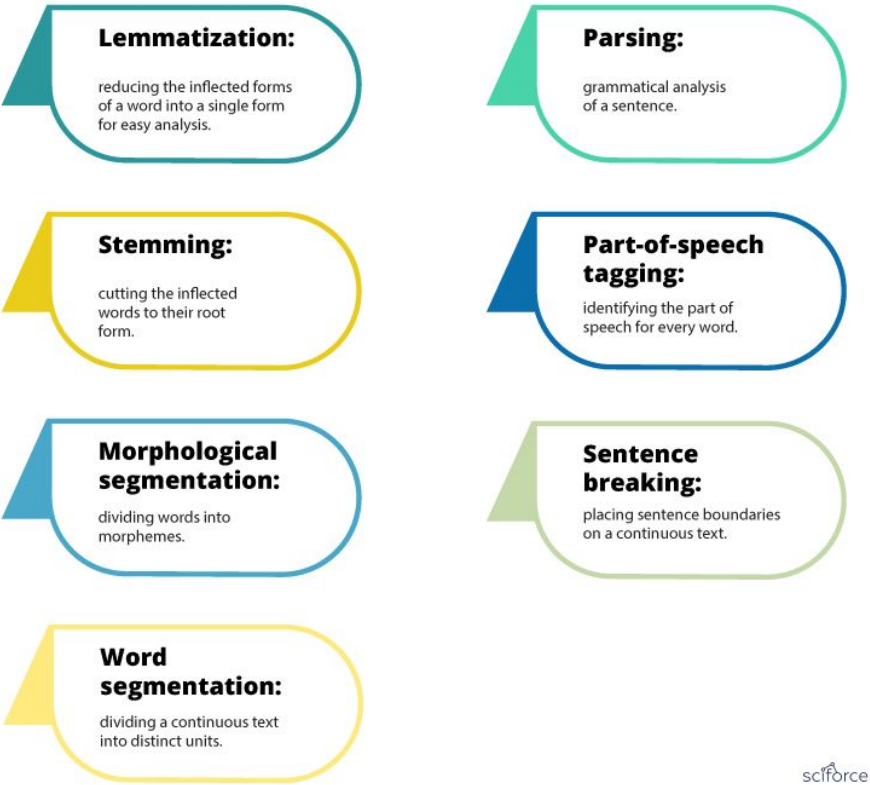 Lemmatization:
reducing the inflected forms
of a word into a single form
for easy analysis.
Stemming:
cutting the inflected
words to their root
form.
Morphological
segmentation:
dividing words into
morphemes.
Word
segmentation:
dividing a continuous text
into distinct units.
Parsing:
grammatical analysis
of a sentence.
Part-of-speech
tagging:
identifying the part of
speech for every word.
Sentence
breaking:
placing sentence boundaries
on a continuous text.
sciforce